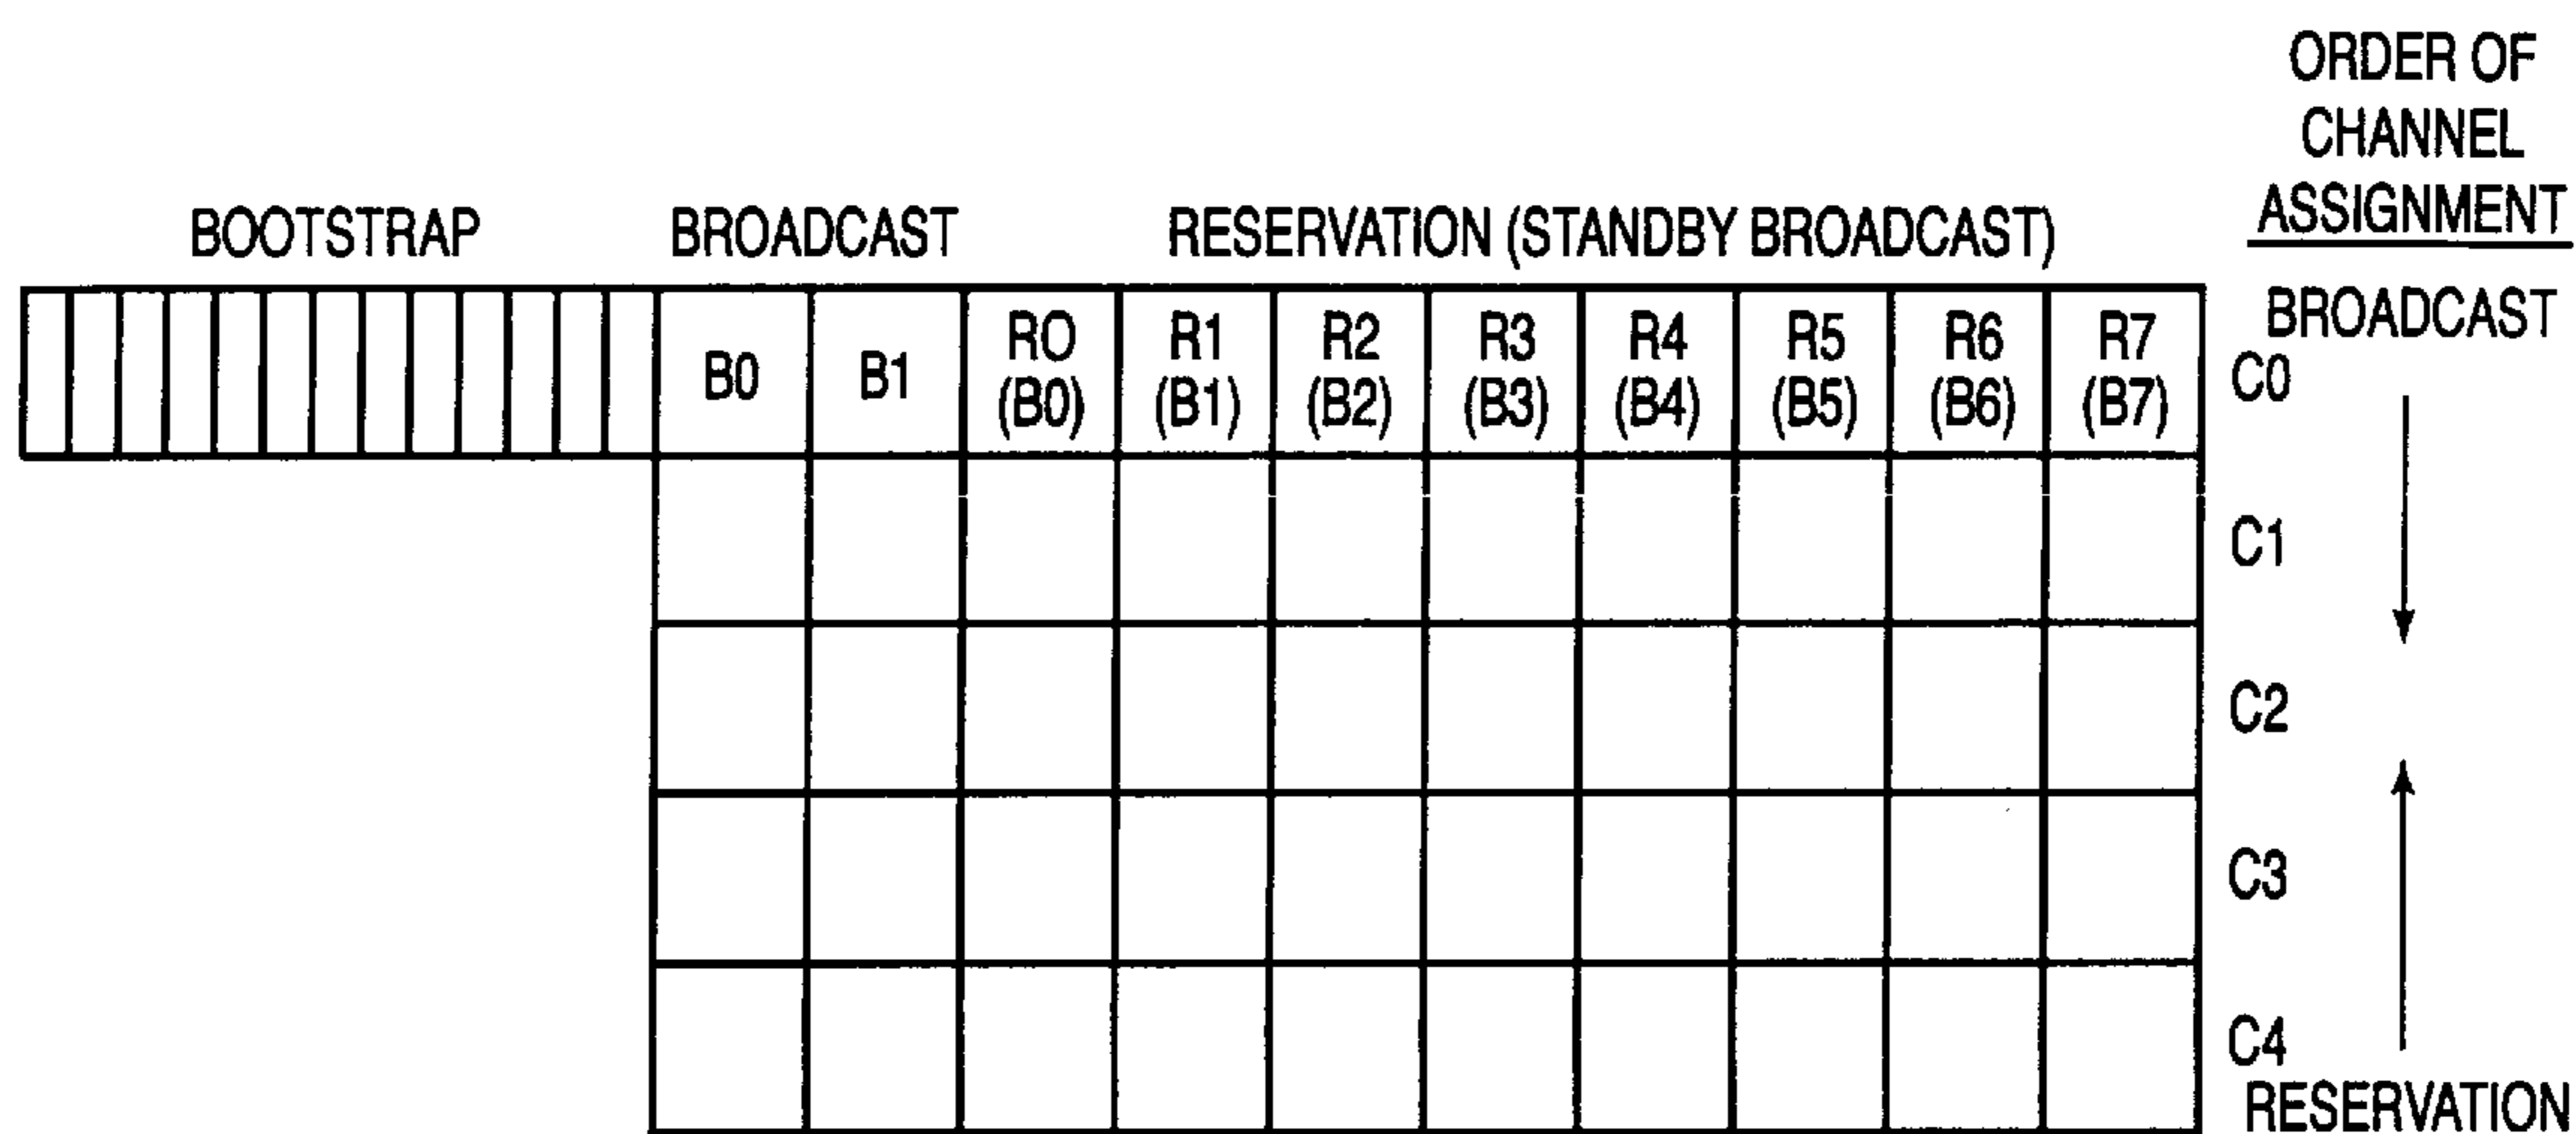 ORDER OF
CHANNEL
ASSIGNMENT
BOOTSTRAP
BROADCAST
RESERVATION (STANDBY BROADCAST)
BROADCAST
B0
B1
RO
(B0)
R1
(B1)
R2
(B2)
R3
(B3)
R4
(B4)
R5
(B5)
R6
(B6)
R7
(B7)
C0
C1
C2
C3
C4
RESERVATION